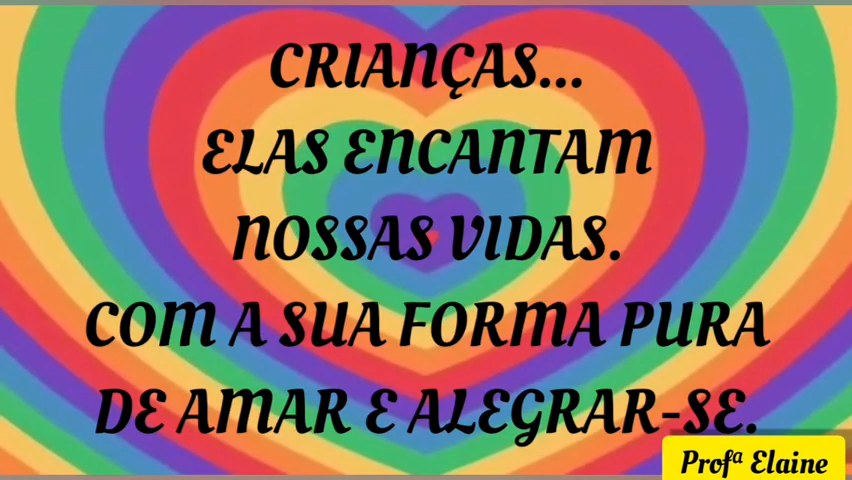 CRIANÇAS...
ELAS ENCANTAM
NOSSAS VIDAS.
COM A SUA FORMA PURA
DE AMAR E ALEGRAR-SE.
Profª Elaine